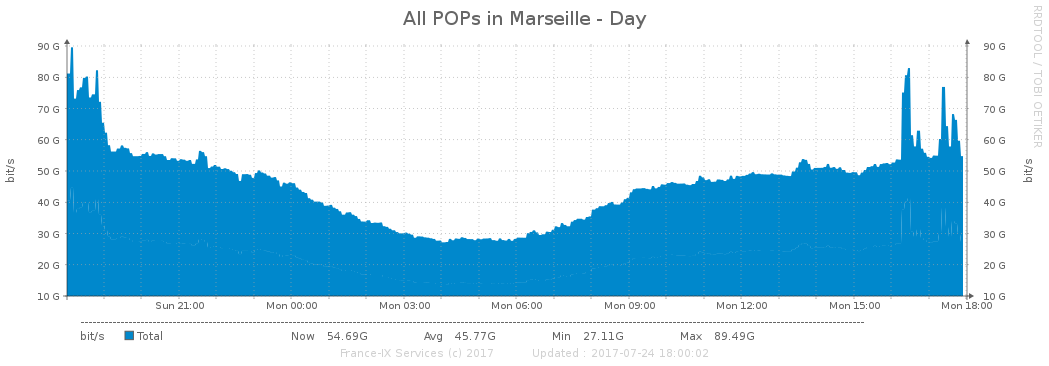 All POPs in Marseille - Day
RRDTOOL / TOBI OETIKER
90 G 90 G
80 G 80 G
70 G 70 G
60 G 60 G
50 G 50 G
40 G 40 G
30 G 30 G
20 G 20 G
10 G 10 G
bit/s
bit/s
Sun 21:00 Mon 00:00 Mon 03:00 Mon 06:00 Mon 09:00 Mon 12:00 Mon 15:00 Mon 18:00
bit/s Total Now 54.69G Avg 45.77G Min 27.11G Max 89.49G
France-IX Services (c) 2017 Updated : 2017-07-24 18:00:02